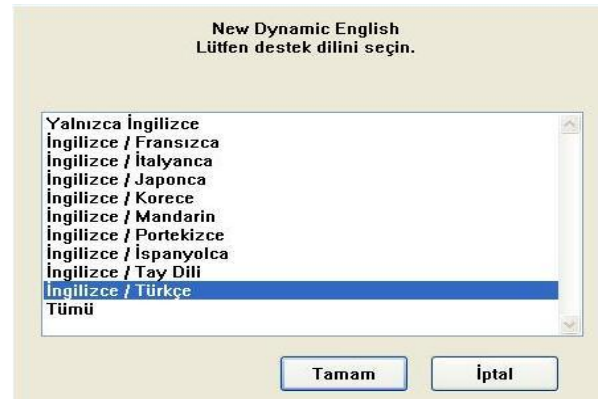 New Dynamic English
Lütfen destek dilini seçin.
Yalnızca İngilizce
İngilizce / Fransızca
İngilizce / İtalyanca
İngilizce / Japonca
İngilizce / Korece
İngilizce / Mandarin
İngilizce / Portekizce
İngilizce / İspanyolca
İngilizce / Tay Dili
İngilizce / Türkçe
Tümü
Tamam
İptal